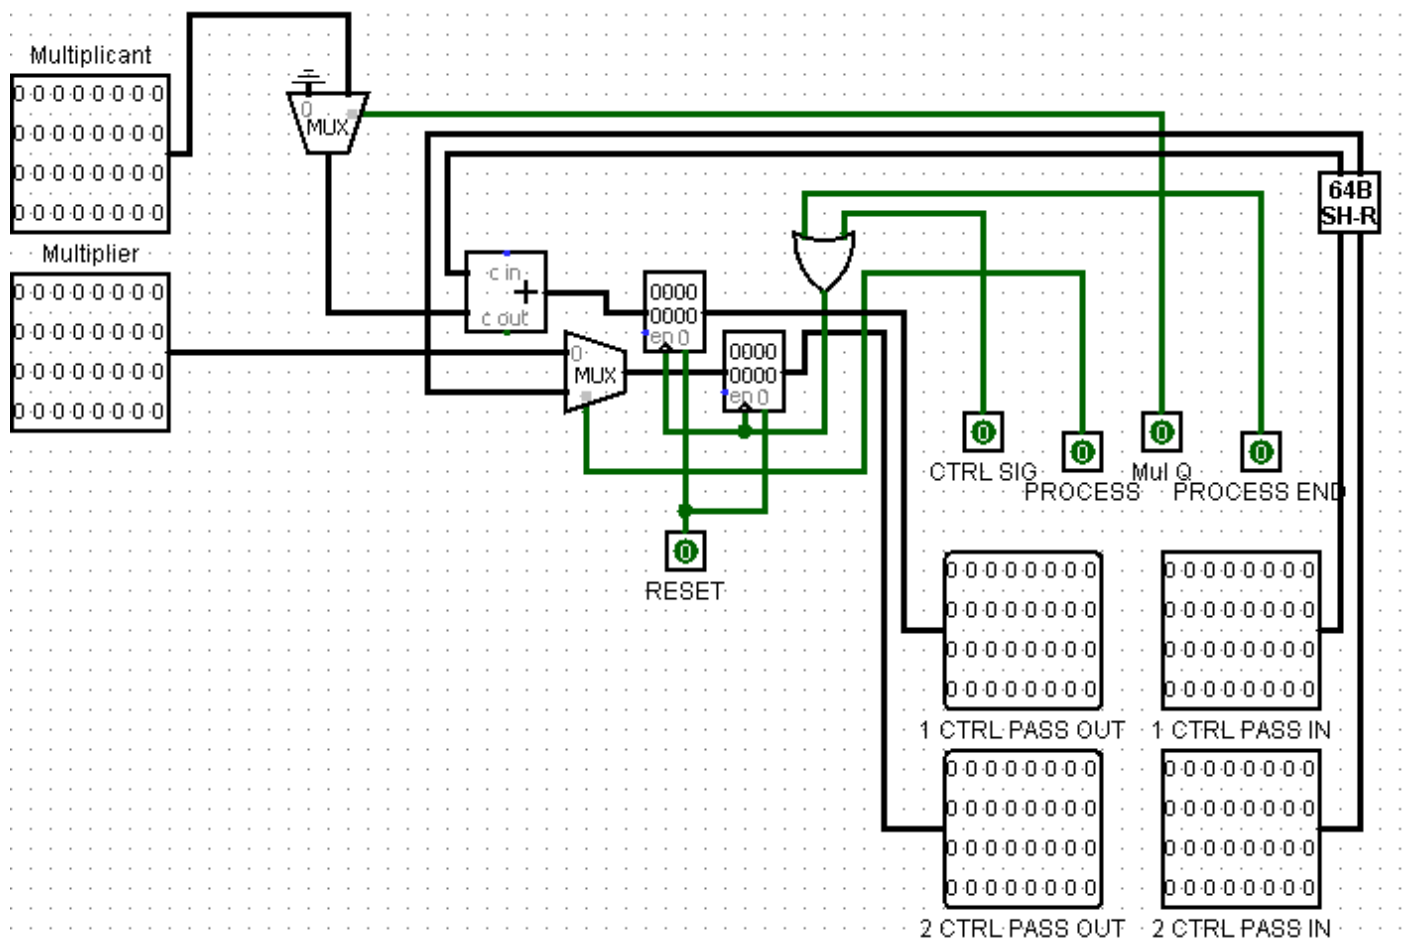 Multiplicant
0 0 0 0 0 0 0 0
0 0 0 0 0 0 0 0
0 0 0 0 0 0 0 0
0 0 0 0 0 0 0 0
0
MUX
Multiplier
0 0 0 0 0 0 0 0
0 0 0 0 0 0 0 0
0 0 0 0 0 0 0 0
0 0 0 0 0 0 0 0
c in
+
c out
0
MUX
0000
0000
en 0
0000
0000
en 0
64B
SH-R
0
CTRL SIG
0
PROCESS
0
Mul Q
0
PROCESS END
0
RESET
0 0 0 0 0 0 0 0
0 0 0 0 0 0 0 0
0 0 0 0 0 0 0 0
0 0 0 0 0 0 0 0
1 CTRL PASS OUT
0 0 0 0 0 0 0 0
0 0 0 0 0 0 0 0
0 0 0 0 0 0 0 0
0 0 0 0 0 0 0 0
1 CTRL PASS IN
0 0 0 0 0 0 0 0
0 0 0 0 0 0 0 0
0 0 0 0 0 0 0 0
0 0 0 0 0 0 0 0
2 CTRL PASS OUT
0 0 0 0 0 0 0 0
0 0 0 0 0 0 0 0
0 0 0 0 0 0 0 0
0 0 0 0 0 0 0 0
2 CTRL PASS IN